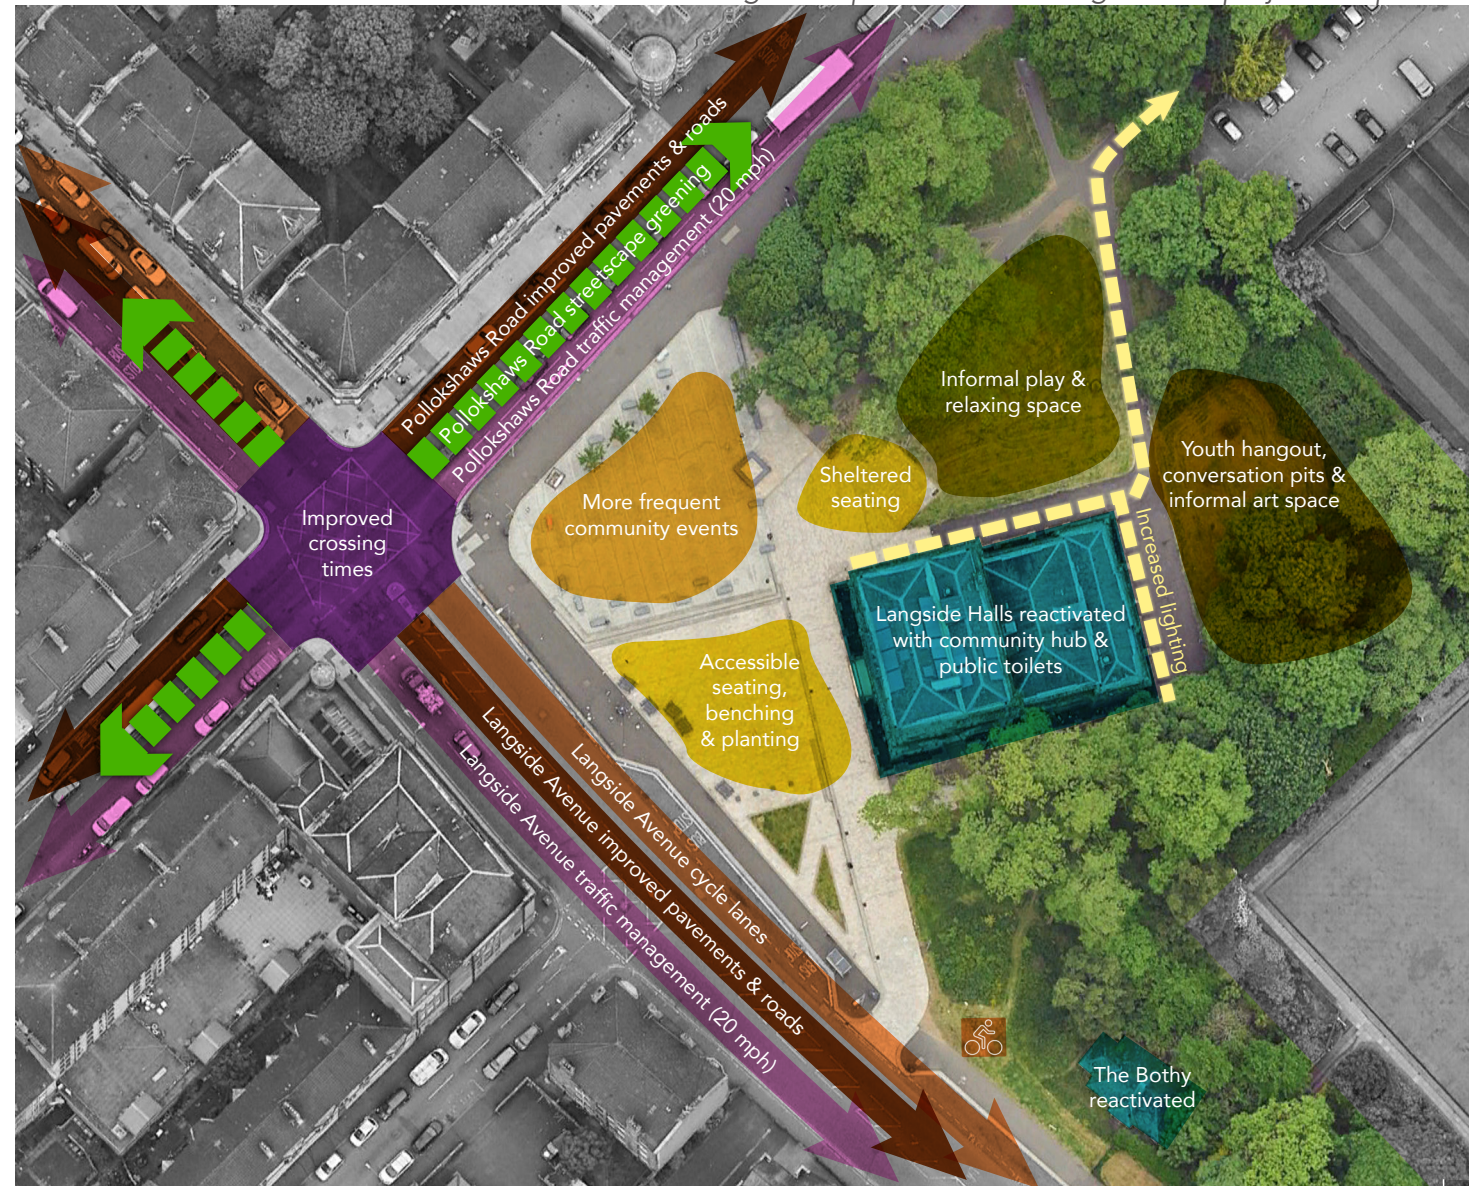 Pollokshaws Road improved pavements & roads
Pollokshaws Road streetscape greening
Pollokshaws Road traffic management (20 mph)
Informal play &
relaxing space
Youth hangout,
conversation pits &
informal art space
Sheltered
seating
More frequent
community events
Improved
crossing
times
Increased lighting
Langside Halls reactivated
with community hub &
public toilets
Accessible
seating,
benching
& planting
Langside Avenue cycle lanes
Langside Avenue improved pavements & roads
Langside Avenue traffic management (20 mph)
The Bothy
reactivated
BUS
STOP